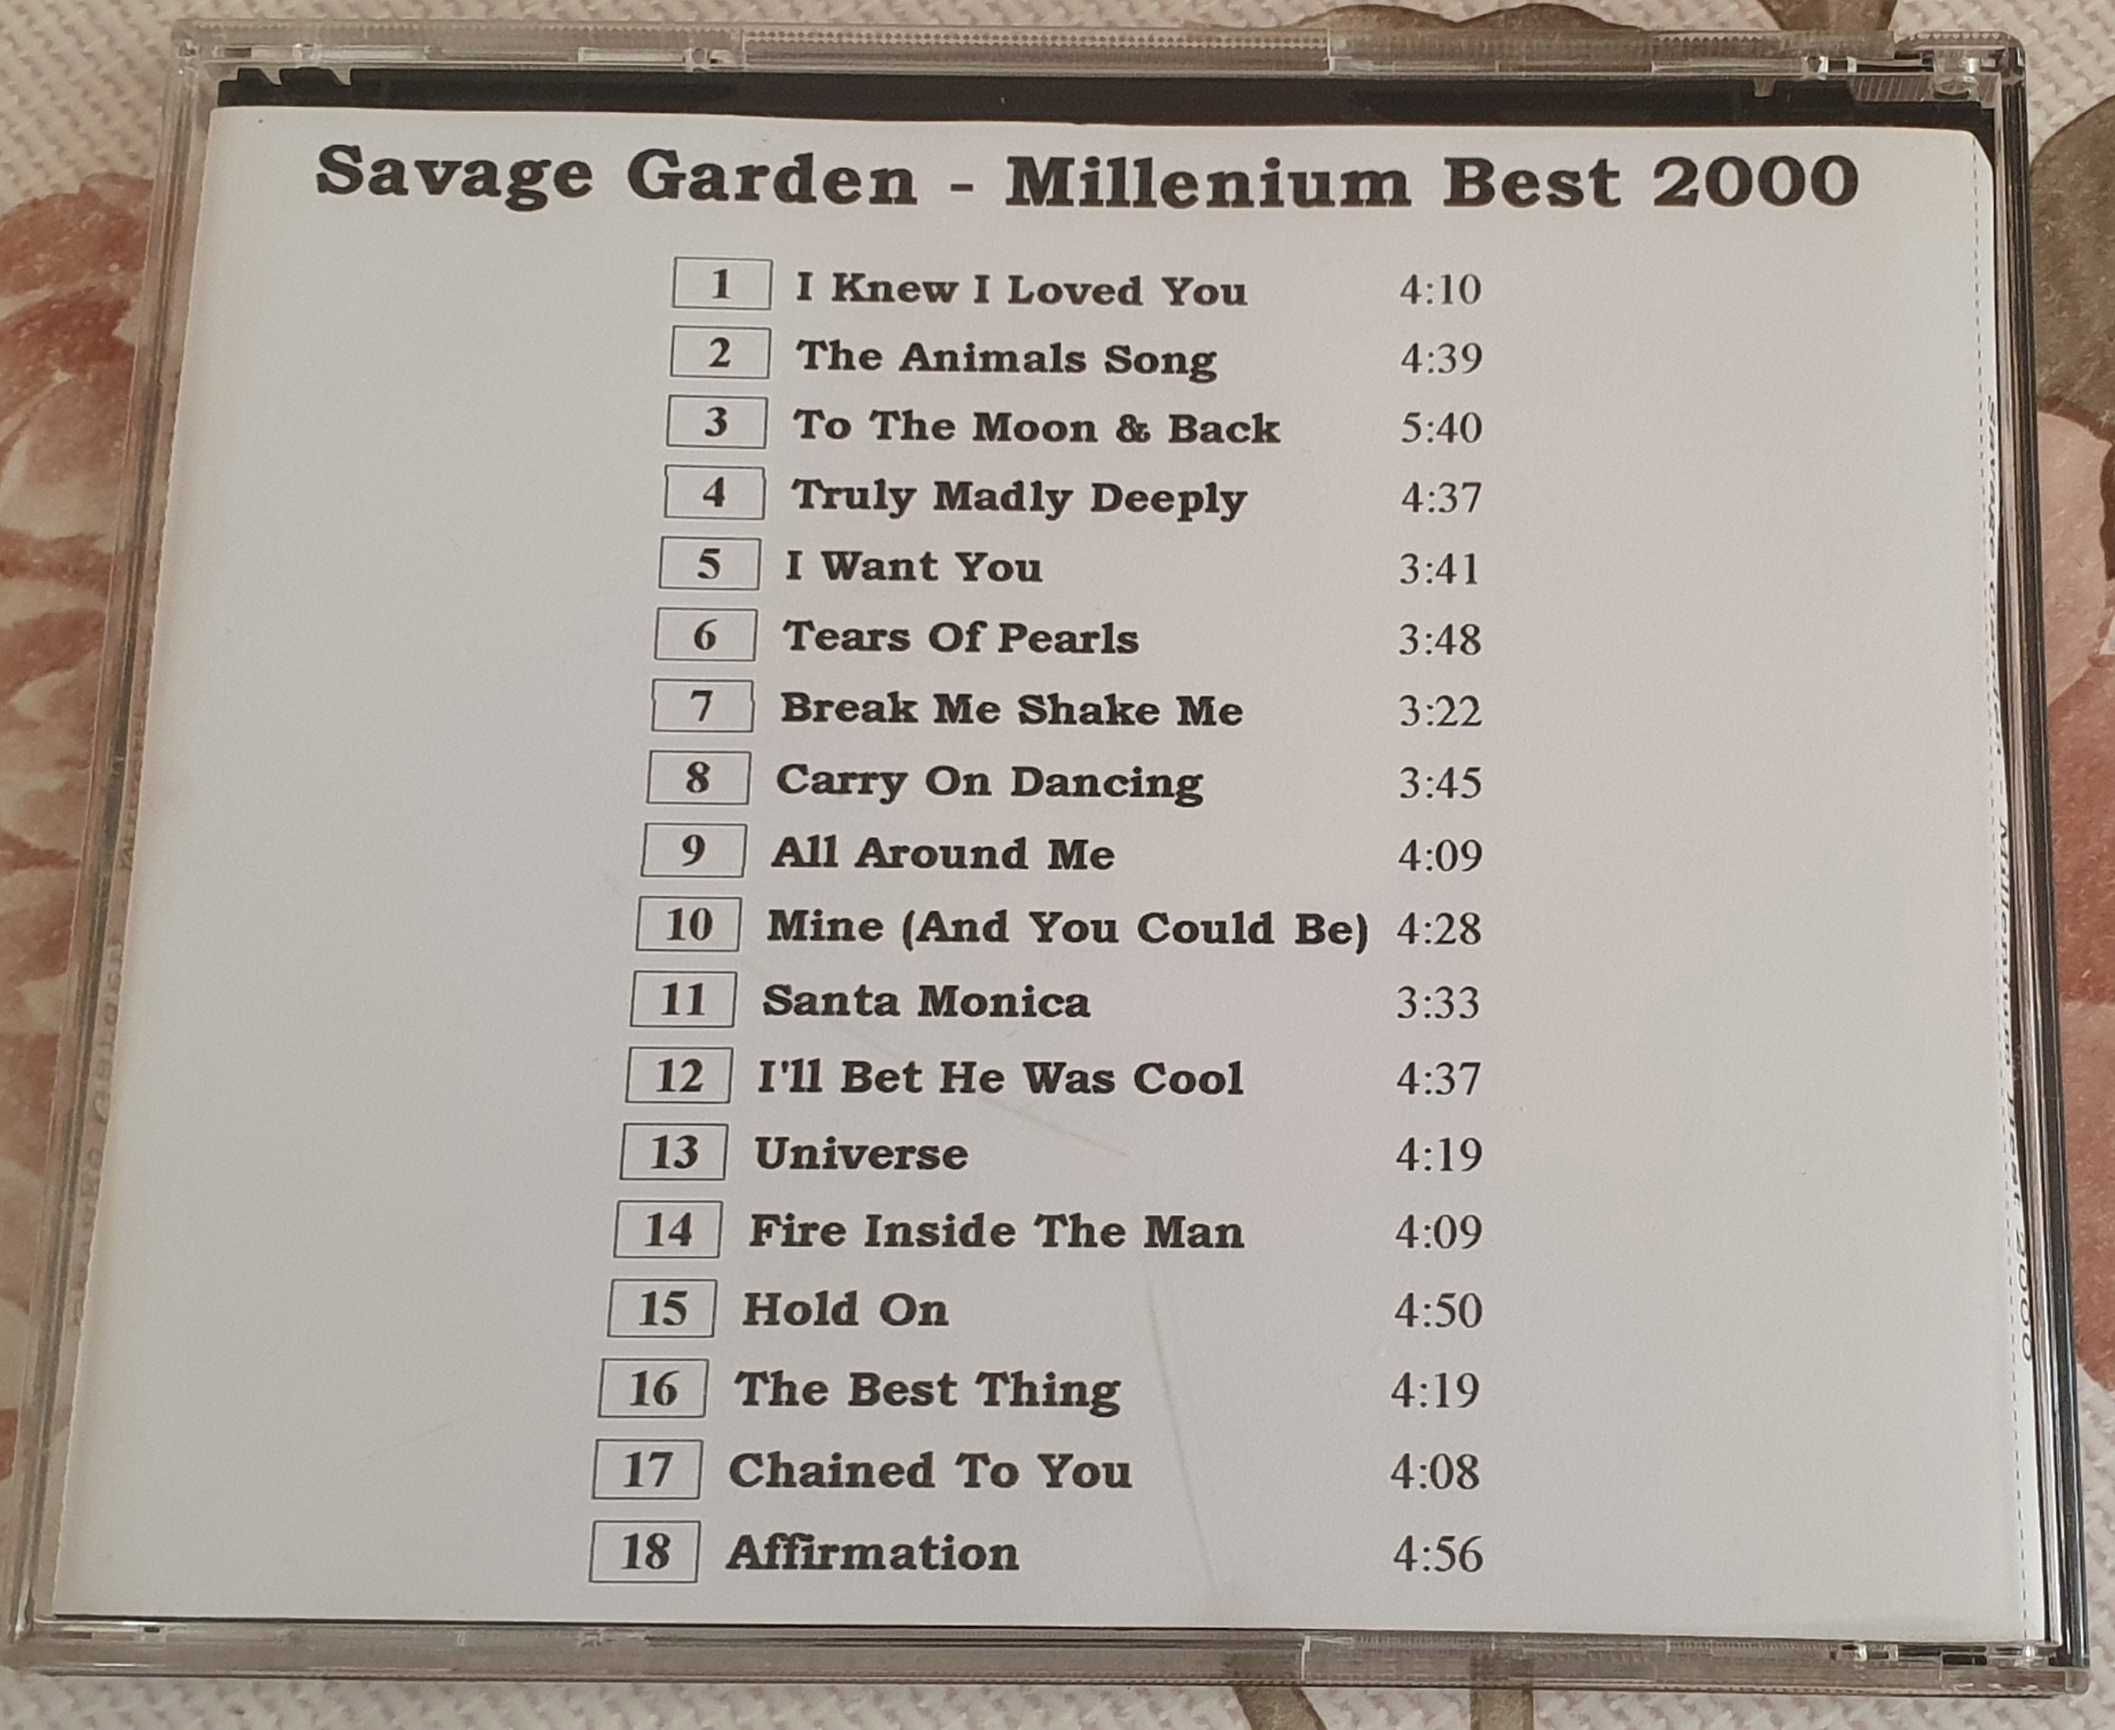 Savage Garden - Millenium Best 2000
1 I Knew I Loved You 4:10
2 The Animals Song 4:39
3 To The Moon & Back 5:40
4 Truly Madly Deeply 4:37
5 I Want You 3:41
6 Tears Of Pearls 3:48
7 Break Me Shake Me 3:22
8 Carry On Dancing 3:45
9 All Around Me 4:09
10 Mine (And You Could Be) 4:28
11 Santa Monica 3:33
12 I'll Bet He Was Cool 4:37
13 Universe 4:19
14 Fire Inside The Man 4:09
15 Hold On 4:50
16 The Best Thing 4:19
17 Chained To You 4:08
18 Affirmation 4:56
Savage Garden - Millenium Best 2000